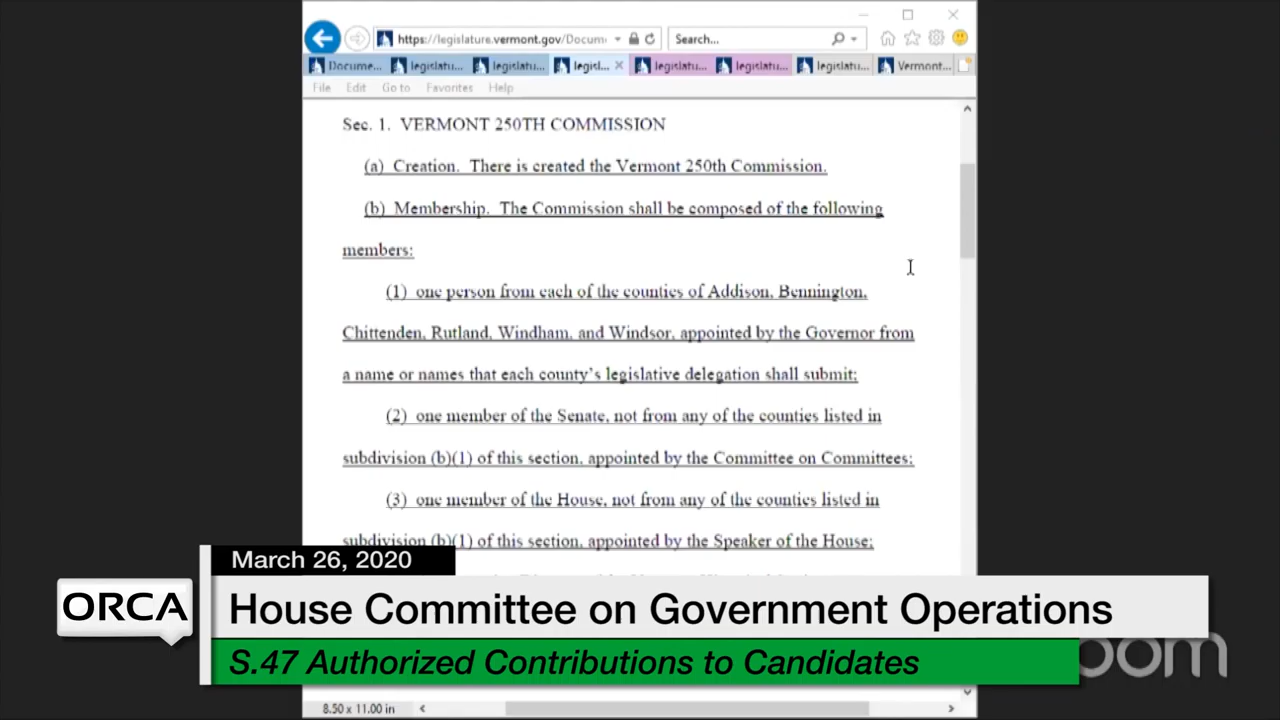 https://legislature.vermont.gov/Docum
Search...
Docume... legislatu... legislatu... legisl... legislatu... legislatu... legislatu... Vermont...
File Edit Go to Favorites Help
Sec. 1. VERMONT 250TH COMMISSION
(a) Creation. There is created the Vermont 250th Commission.
(b) Membership. The Commission shall be composed of the following
members:
(1) one person from each of the counties of Addison, Bennington,
Chittenden, Rutland, Windham, and Windsor, appointed by the Governor from
a name or names that each county's legislative delegation shall submit;
(2) one member of the Senate, not from any of the counties listed in
subdivision (b)(1) of this section, appointed by the Committee on Committees;
(3) one member of the House, not from any of the counties listed in
subdivision (b)(1) of this section, appointed by the Speaker of the House;
March 26, 2020
ORCA
House Committee on Government Operations
S.47 Authorized Contributions to Candidates
oom
8.50 x 11.00 in